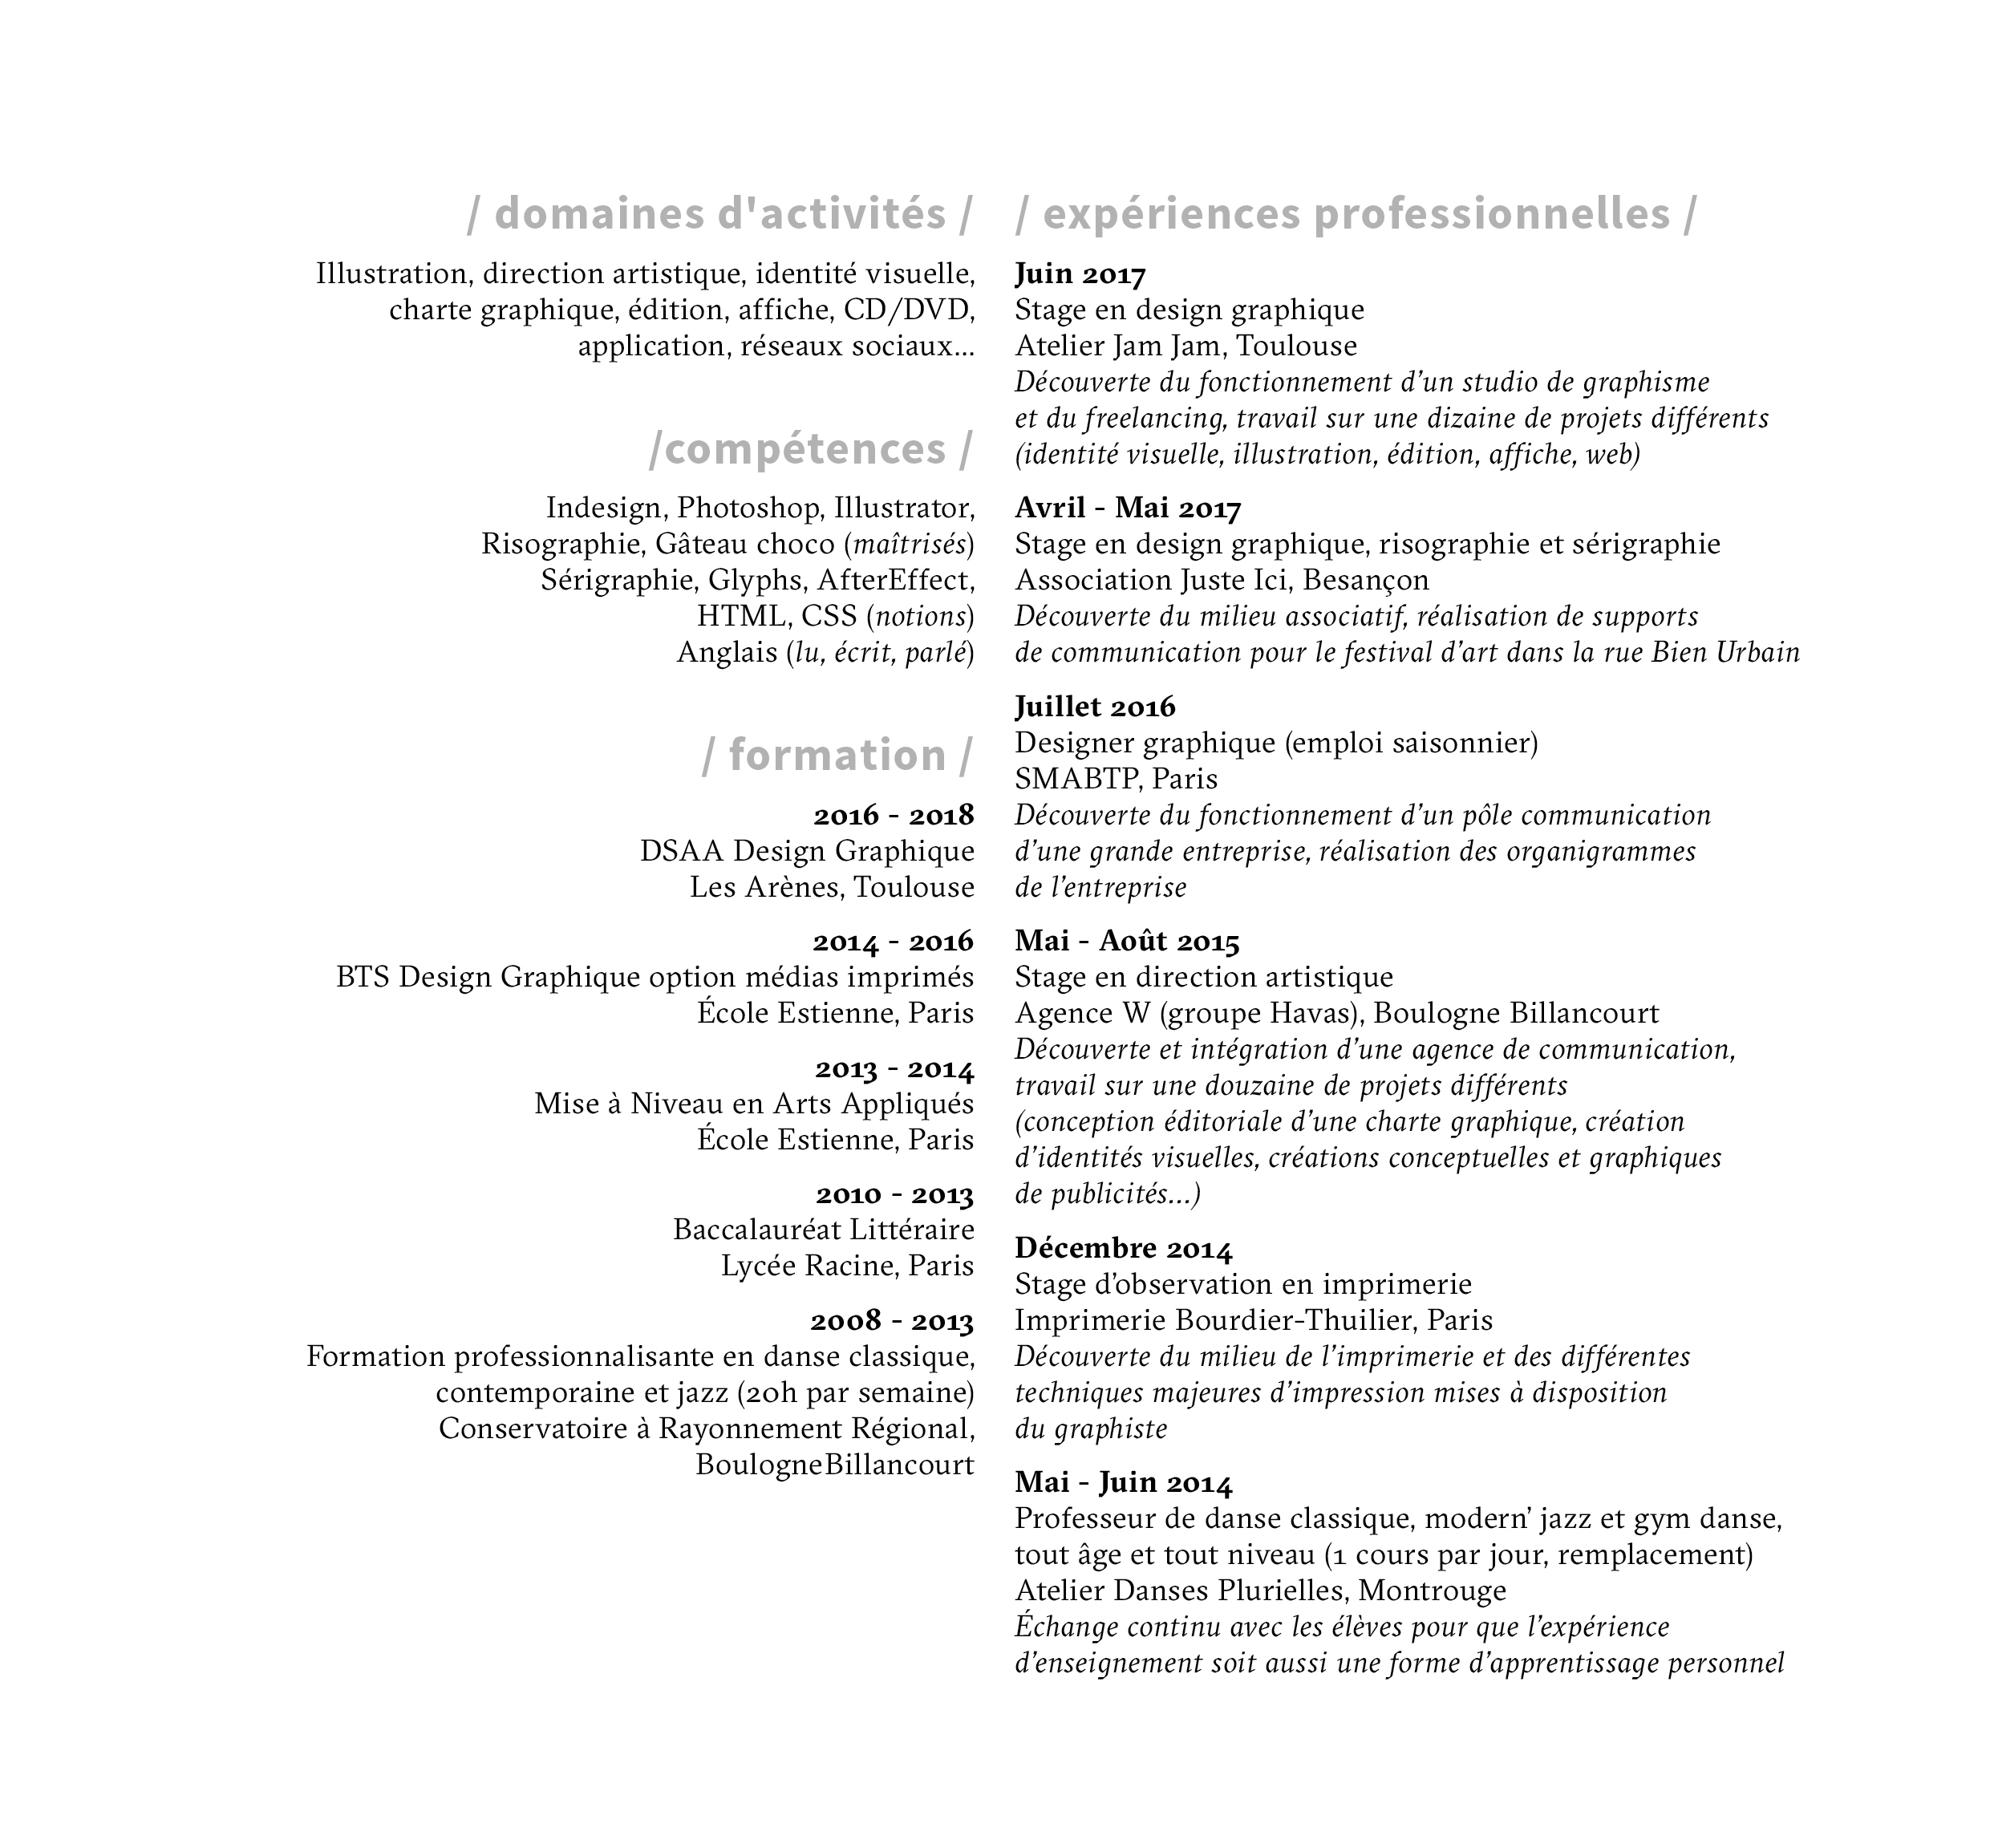 / domaines d'activités /
Illustration, direction artistique, identité visuelle,
charte graphique, édition, affiche, CD/DVD,
application, réseaux sociaux...
/compétences /
Indesign, Photoshop, Illustrator,
Risographie, Gâteau choco (maîtrisés)
Sérigraphie, Glyphs, AfterEffect,
HTML, CSS (notions)
Anglais (lu, écrit, parlé)
/ formation /
2016 - 2018
DSAA Design Graphique
Les Arènes, Toulouse
2014 - 2016
BTS Design Graphique option médias imprimés
École Estienne, Paris
2013 - 2014
Mise à Niveau en Arts Appliqués
École Estienne, Paris
2010 - 2013
Baccalauréat Littéraire
Lycée Racine, Paris
2008 - 2013
Formation professionnalisante en danse classique,
contemporaine et jazz (20h par semaine)
Conservatoire à Rayonnement Régional,
BoulogneBillancourt
/ expériences professionnelles /
Juin 2017
Stage en design graphique
Atelier Jam Jam, Toulouse
Découverte du fonctionnement d’un studio de graphisme
et du freelancing, travail sur une dizaine de projets différents
(identité visuelle, illustration, édition, affiche, web)
Avril - Mai 2017
Stage en design graphique, risographie et sérigraphie
Association Juste Ici, Besançon
Découverte du milieu associatif, réalisation de supports
de communication pour le festival d’art dans la rue Bien Urbain
Juillet 2016
Designer graphique (emploi saisonnier)
SMABTP, Paris
Découverte du fonctionnement d’un pôle communication
d’une grande entreprise, réalisation des organigrammes
de l’entreprise
Mai - Août 2015
Stage en direction artistique
Agence W (groupe Havas), Boulogne Billancourt
Découverte et intégration d’une agence de communication,
travail sur une douzaine de projets différents
(conception éditoriale d’une charte graphique, création
d’identités visuelles, créations conceptuelles et graphiques
de publicités...)
Décembre 2014
Stage d’observation en imprimerie
Imprimerie Bourdier-Thuilier, Paris
Découverte du milieu de l’imprimerie et des différentes
techniques majeures d’impression mises à disposition
du graphiste
Mai - Juin 2014
Professeur de danse classique, modern’ jazz et gym danse,
tout âge et tout niveau (1 cours par jour, remplacement)
Atelier Danses Plurielles, Montrouge
Échange continu avec les élèves pour que l’expérience
d’enseignement soit aussi une forme d’apprentissage personnel